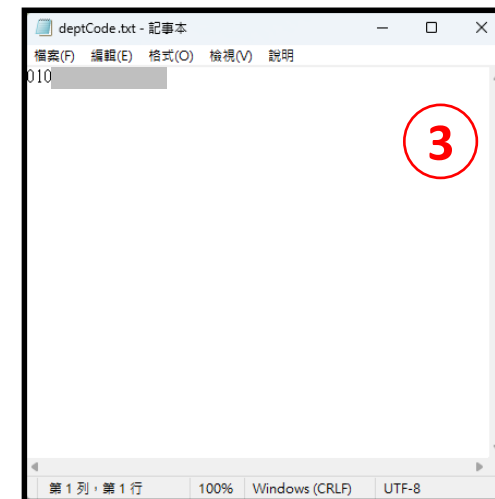 deptCode.txt - 記事本
檔案(F) 編輯(E) 格式(O) 檢視(V) 說明
010
3
第 1 列，第 1 行 100% Windows (CRLF) UTF-8